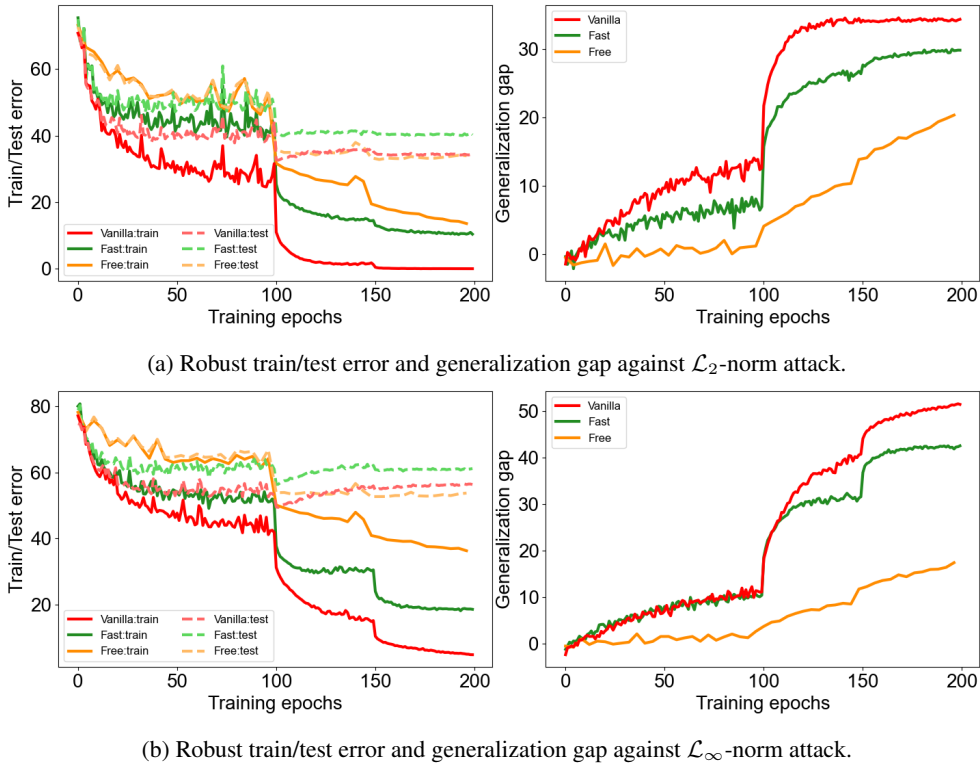 Train/Test error
60
40
20
0
Vanilla:train
Fast:train
Free:train
Vanilla:test
Fast:test
Free:test
0 50 100 150 200
Training epochs
Generalization gap
30
20
10
0
Vanilla
Fast
Free
0 50 100 150 200
Training epochs
(a) Robust train/test error and generalization gap against ℒ₂-norm attack.
Train/Test error
80
60
40
20
Vanilla:train
Fast:train
Free:train
Vanilla:test
Fast:test
Free:test
0 50 100 150 200
Training epochs
Generalization gap
50
40
30
20
10
0
Vanilla
Fast
Free
0 50 100 150 200
Training epochs
(b) Robust train/test error and generalization gap against ℒ∞-norm attack.